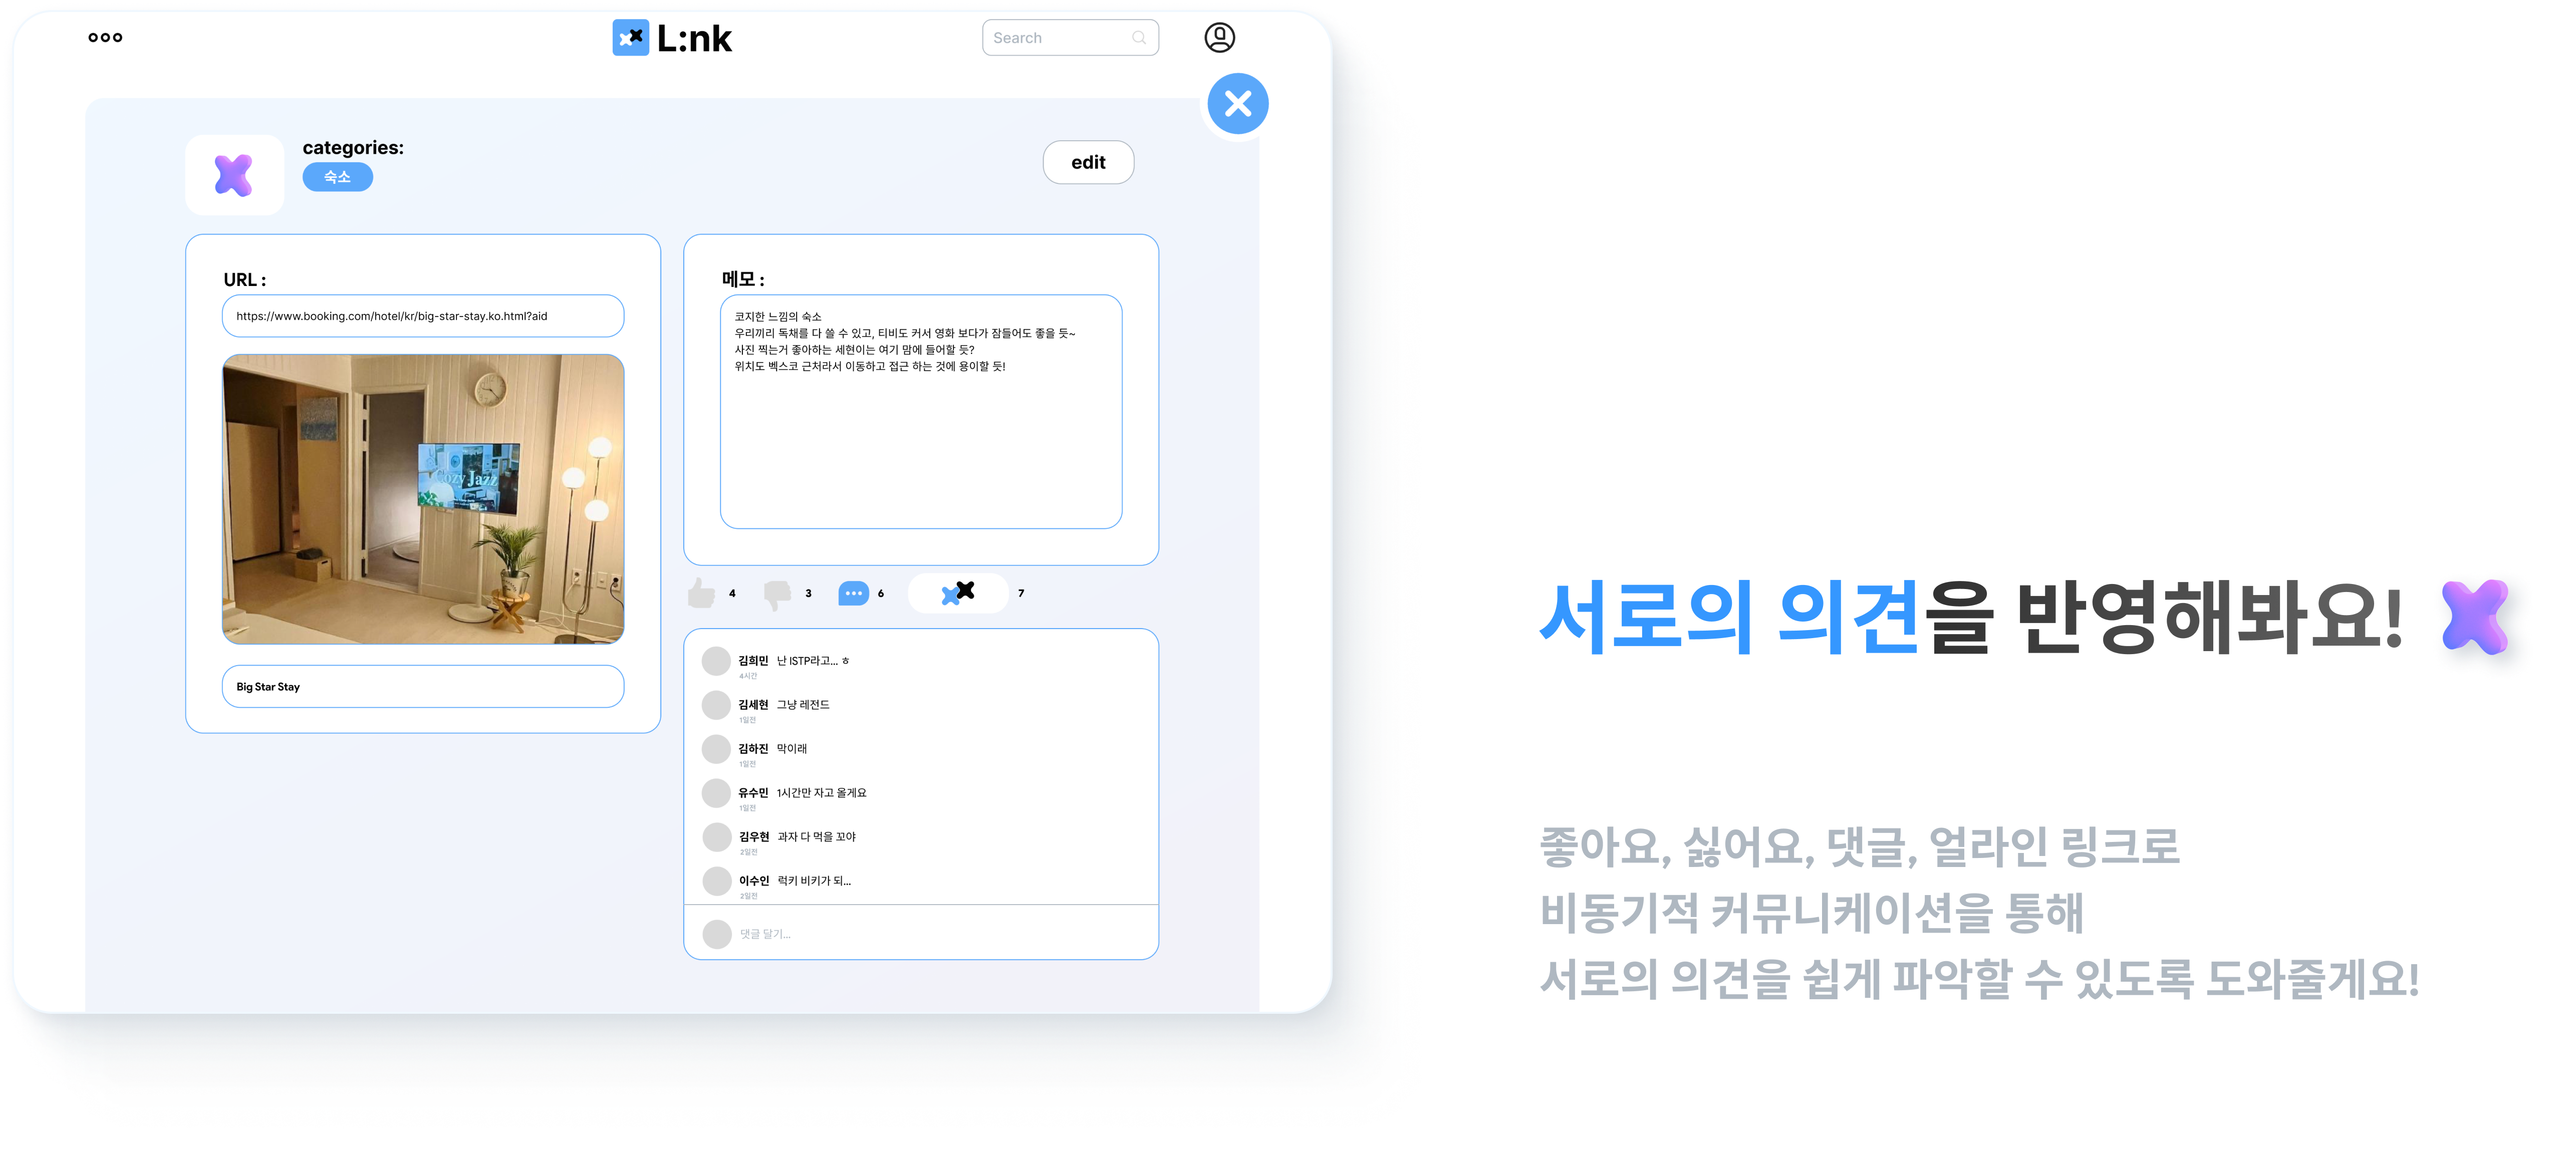 L:nk
Search
categories:
숙소
edit
URL :
https://www.booking.com/hotel/kr/big-star-stay.ko.html?aid
Cozy Jazz
Big Star Stay
메모 :
코지한 느낌의 숙소
우리끼리 독채를 다 쓸 수 있고, 티비도 커서 영화 보다가 잠들어도 좋을 듯~
사진 찍는거 좋아하는 세현이는 여기 맘에 들어할 듯?
위치도 벡스코 근처라서 이동하고 접근 하는 것에 용이할 듯!
4 3 6 7
김희민 난 ISTP라고... ㅎ
4시간
김세현 그냥 레전드
1일전
김하진 막이래
1일전
유수민 1시간만 자고 올게요
1일전
김우현 과자 다 먹을 꼬야
2일전
이수인 럭키 비키가 되...
2일전
댓글 달기...
서로의 의견을 반영해봐요!
좋아요, 싫어요, 댓글, 얼라인 링크로
비동기적 커뮤니케이션을 통해
서로의 의견을 쉽게 파악할 수 있도록 도와줄게요!